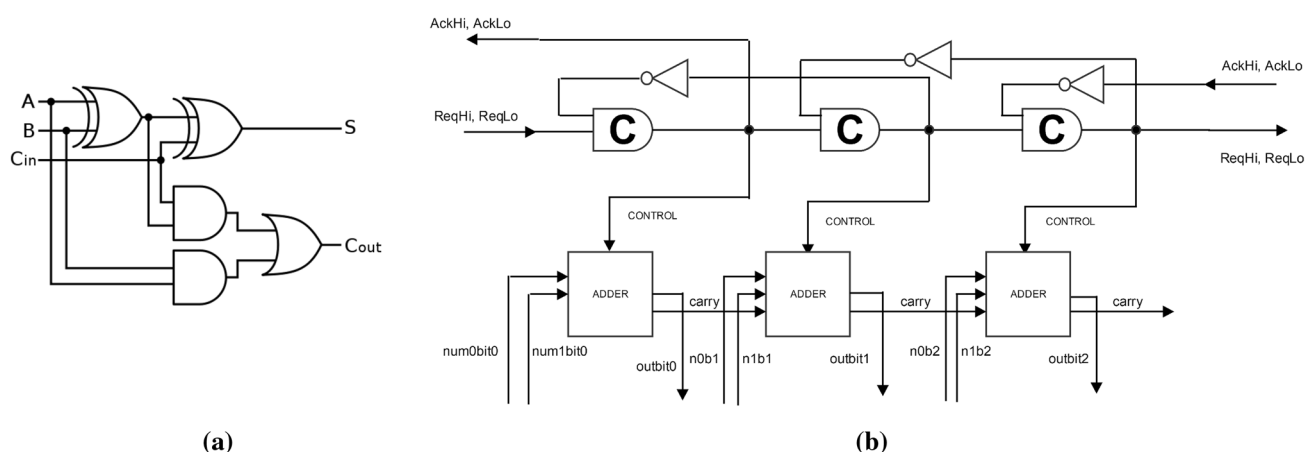 A
B
Cin
S
Cout
(a)
AckHi, AckLo
AckHi, AckLo
ReqHi, ReqLo
C
C
C
ReqHi, ReqLo
CONTROL
CONTROL
CONTROL
ADDER
ADDER
ADDER
carry
carry
carry
num0bit0
num1bit0
outbit0
n0b1
n1b1
outbit1
n0b2
n1b2
outbit2
(b)